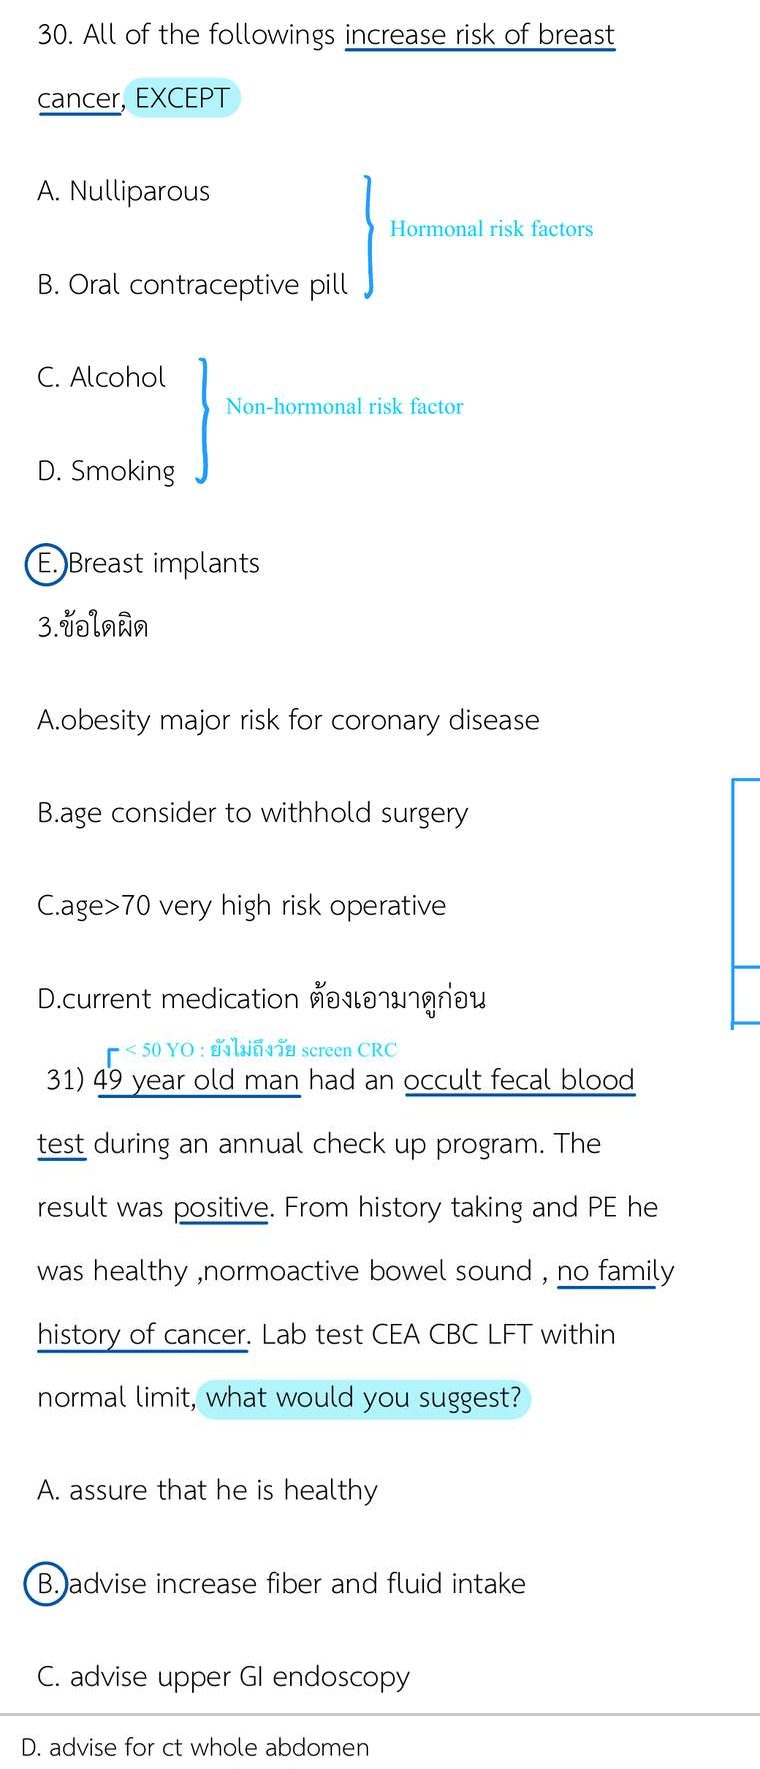 30. All of the followings increase risk of breast
cancer, EXCEPT
A. Nulliparous
Hormonal risk factors
B. Oral contraceptive pill
C. Alcohol
Non-hormonal risk factor
D. Smoking
E. Breast implants
3.ข้อใดผิด
A.obesity major risk for coronary disease
B.age consider to withhold surgery
C.age>70 very high risk operative
D.current medication ต้องเอามาดูก่อน
< 50 YO : ยังไม่ถึงวัย screen CRC
31) 49 year old man had an occult fecal blood
test during an annual check up program. The
result was positive. From history taking and PE he
was healthy ,normoactive bowel sound , no family
history of cancer. Lab test CEA CBC LFT within
normal limit, what would you suggest?
A. assure that he is healthy
B. advise increase fiber and fluid intake
C. advise upper GI endoscopy
D. advise for ct whole abdomen